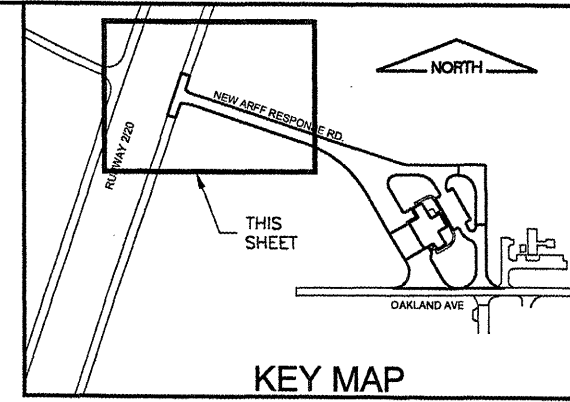 NORTH
NEW ARFF RESPONSE RD.
RUNWAY 2/20
THIS
SHEET
OAKLAND AVE
KEY MAP